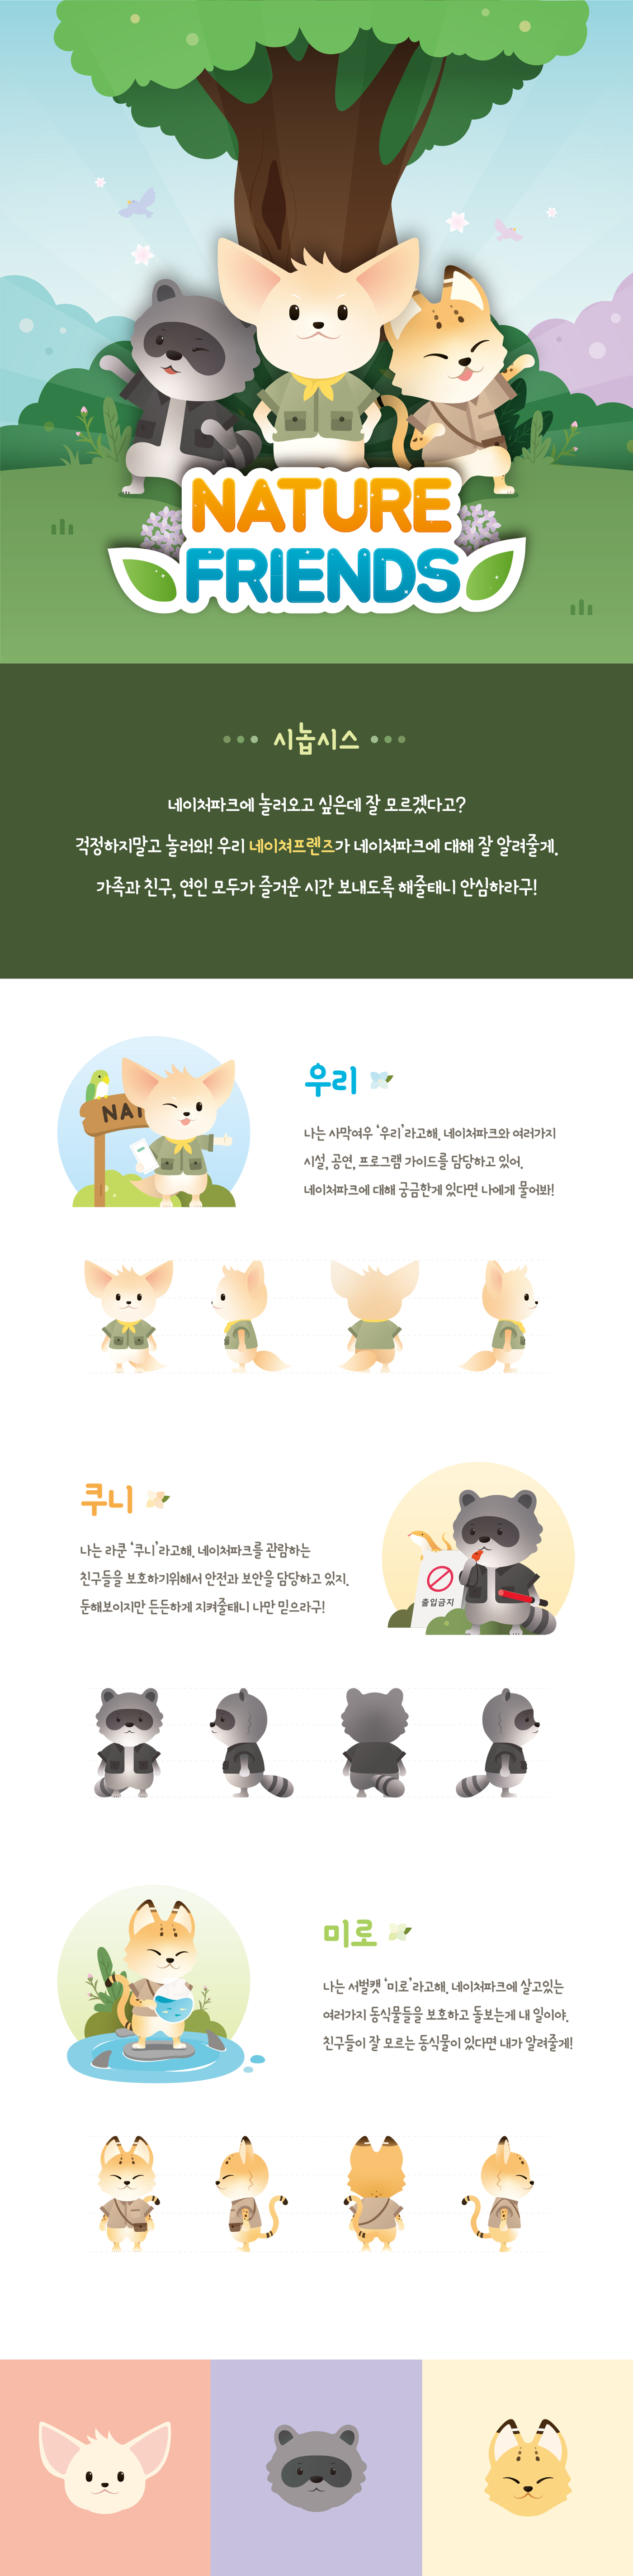 NATURE
FRIENDS
시놉시스
네이처파크에 놀러오고 싶은데 잘 모르겠다고?
걱정하지말고 놀러와! 우리 네이쳐프렌즈가 네이처파크에 대해 잘 알려줄게.
가족과 친구, 연인 모두가 즐거운 시간 보내도록 해줄태니 안심하라구!
NAT
우리
나는 사막여우 '우리'라고해. 네이처파크와 여러가지
시설, 공연, 프로그램 가이드를 담당하고 있어.
네이처파크에 대해 궁금한게 있다면 나에게 물어봐!
쿠니
나는 라쿤 '쿠니'라고해. 네이처파크를 관람하는
친구들을 보호하기위해서 안전과 보안을 담당하고 있지.
둔해보이지만 든든하게 지켜줄태니 나만 믿으라구!
출입금지
미로
나는 서벌캣 '미로'라고해. 네이처파크에 살고있는
여러가지 동식물들을 보호하고 돌보는게 내 일이야.
친구들이 잘 모르는 동식물이 있다면 내가 알려줄게!